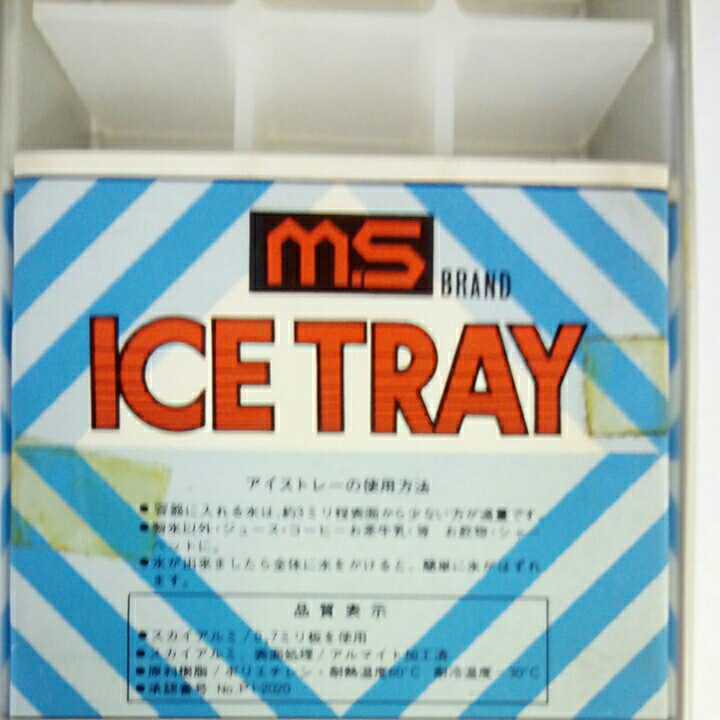 M.S
BRAND
ICE TRAY
アイストレーの使用方法
●容器に入れる水は、約3ミリ程表面から少ない方が適量です。
●製水以外・ジュース・コーヒーお茶牛乳・等 お飲物・シャー
ベットに。
●氷が出来ましたら全体に水をかけると、簡単に氷がはずれ
ます。
品質表示
●スカイアルミ/0.7ミリ板を使用
●スカイアルミ、表面処理/アルマイト加工済
●原料樹脂/ポリエチレン・耐熱温度60℃ 耐冷温度-30℃
●承認番号 No.PI-2020